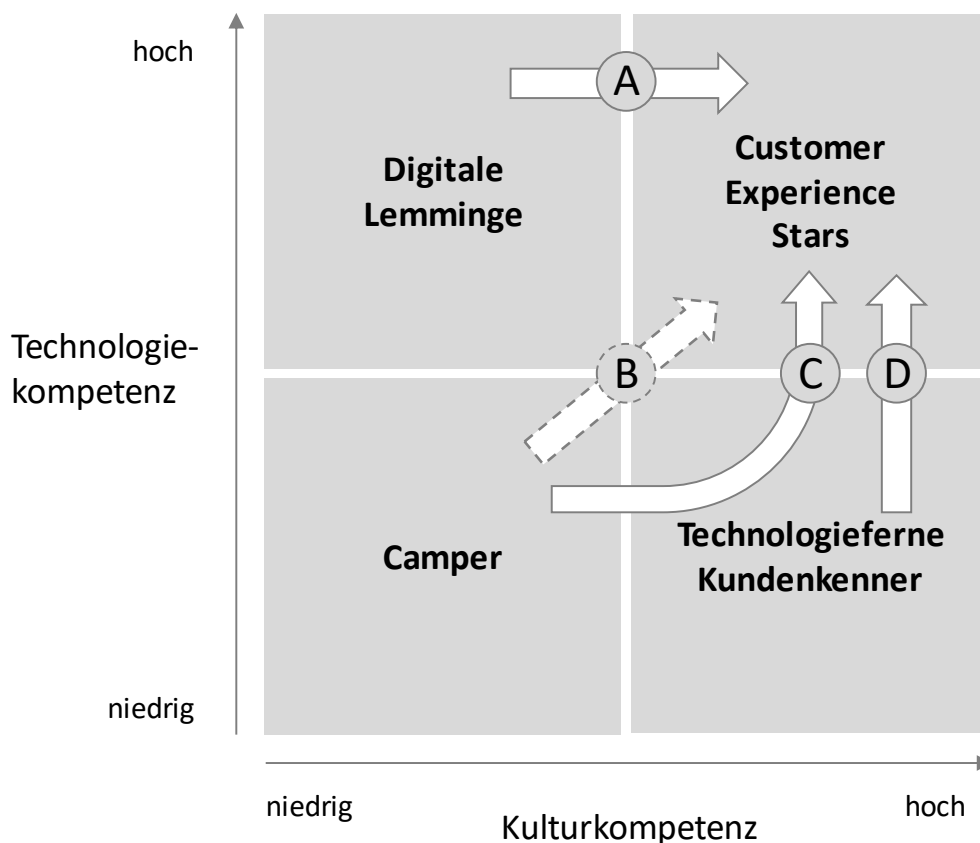 hoch
A
Digitale
Lemminge
Customer
Experience
Stars
Technologie-
kompetenz
B
C
D
Camper
Technologieferne
Kundenkenner
niedrig
niedrig
hoch
Kulturkompetenz